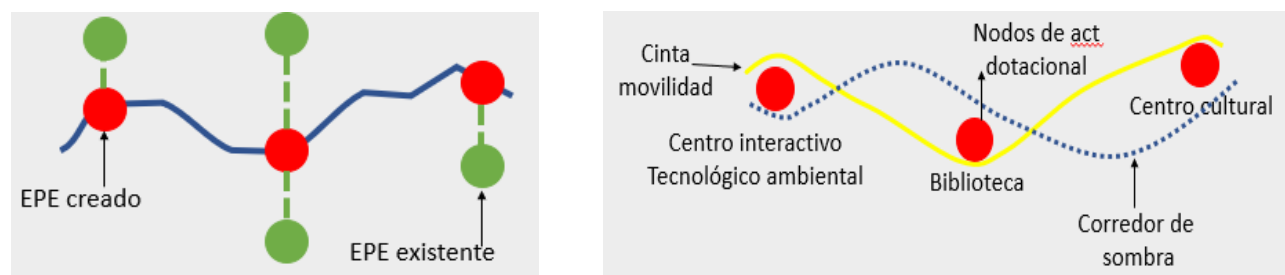 EPE creado
EPE existente
Cinta
movilidad
Nodos de act
dotacional
Centro cultural
Centro interactivo
Tecnológico ambiental
Biblioteca
Corredor de
sombra